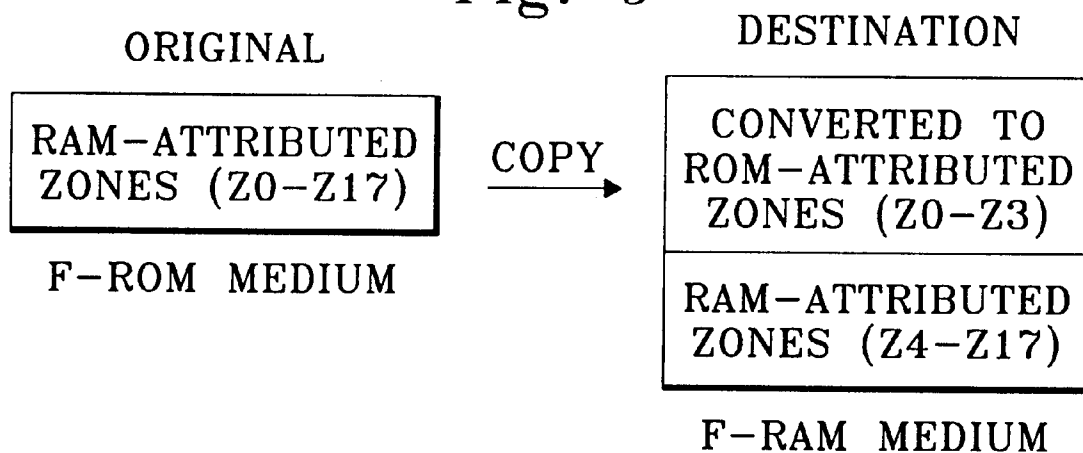 Fig.
ORIGINAL
RAM-ATTRIBUTED
ZONES (Z0-Z17)
F-ROM MEDIUM
COPY
DESTINATION
CONVERTED TO
ROM-ATTRIBUTED
ZONES (Z0-Z3)
RAM-ATTRIBUTED
ZONES (Z4-Z17)
F-RAM MEDIUM